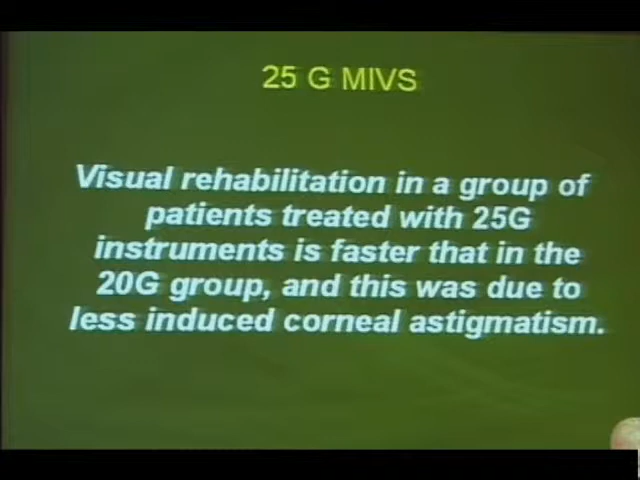 25 G MIVS
Visual rehabilitation in a group of
patients treated with 25G
instruments is faster that in the
20G group, and this was due to
less induced corneal astigmatism.